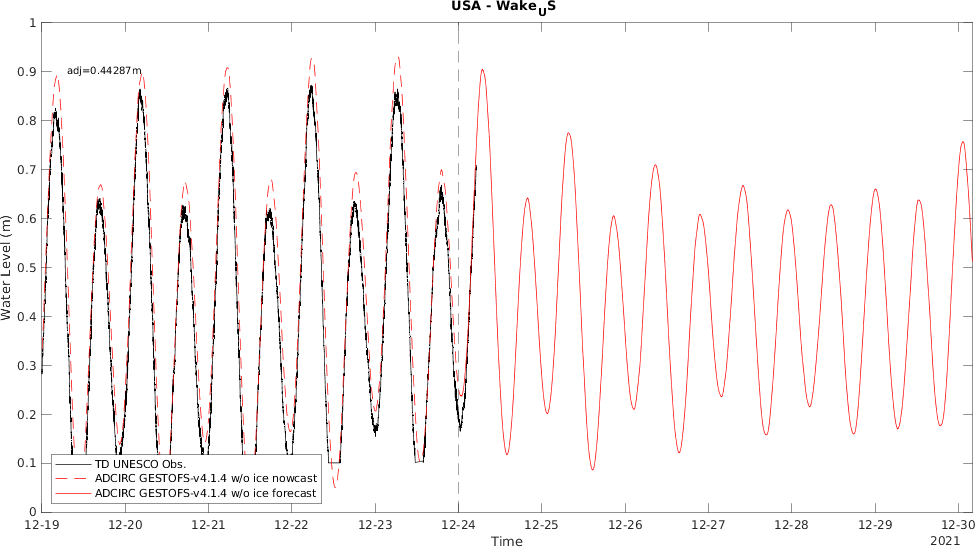 USA - Wake_US
1
0.9
0.8
0.7
0.6
0.5
0.4
0.3
0.2
0.1
0
Water Level (m)
adj=0.44287m
TD UNESCO Obs.
ADCIRC GESTOFS-v4.1.4 w/o ice nowcast
ADCIRC GESTOFS-v4.1.4 w/o ice forecast
12-19 12-20 12-21 12-22 12-23 12-24 12-25 12-26 12-27 12-28 12-29 12-30
Time
2021